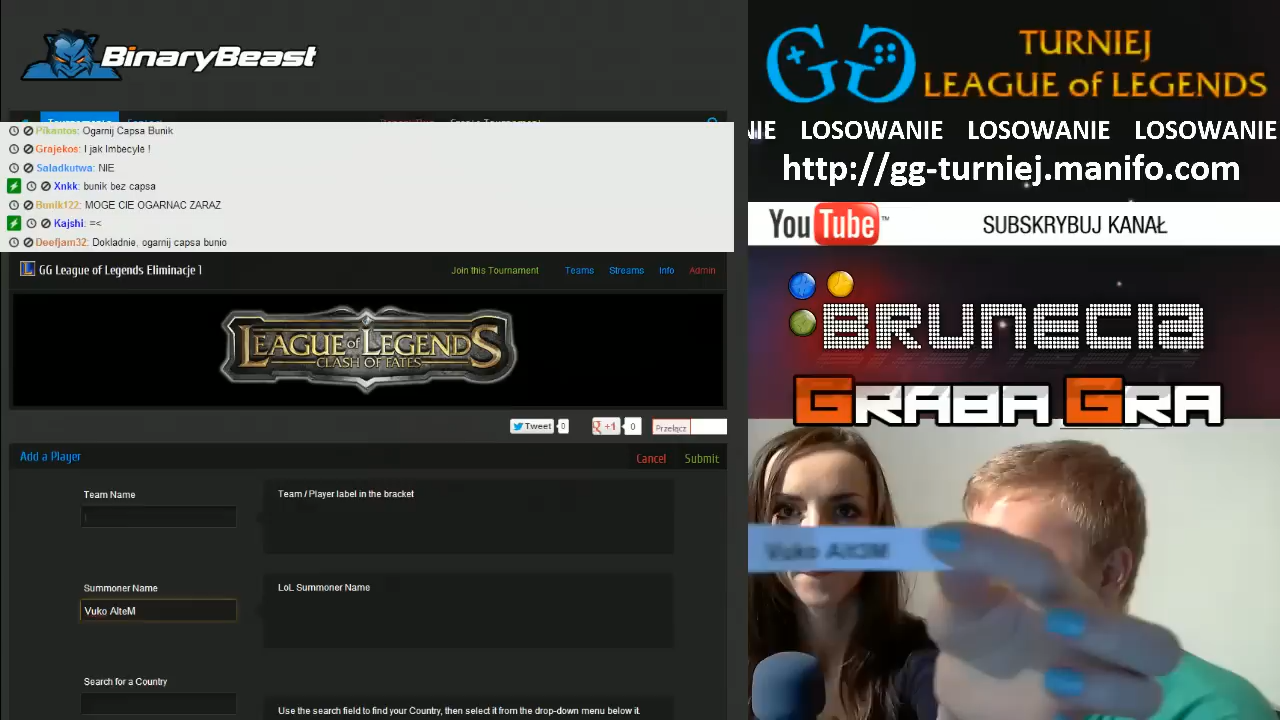 BinaryBeast
Pikantos: Ogarnij Capsa Bunik
Grajekos: I jak Imbecyle !
Saladkutwa: NIE
Xnkk: bunik bez capsa
Bunik122: MOGE CIE OGARNAC ZARAZ
Kajshi: =<
Deefjam32: Dokladnie, ogarnij capsa bunio
GG League of Legends Eliminacje 1
Join this Tournament Teams Streams Info Admin
LEAGUE of LEGENDS
CLASH OF FATES
Tweet 0 +1 0 Przełącz
Add a Player Cancel Submit
Team Name Team / Player label in the bracket
Summoner Name LoL Summoner Name
Vuko AlteM
Search for a Country
Use the search field to find your Country, then select it from the drop-down menu below it.
GG TURNIEJ
LEAGUE of LEGENDS
NIE LOSOWANIE LOSOWANIE LOSOWANIE
http://gg-turniej.manifo.com
YouTube™ SUBSKRYBUJ KANAŁ
BRUNECIA
GRABA GRA
Vuko